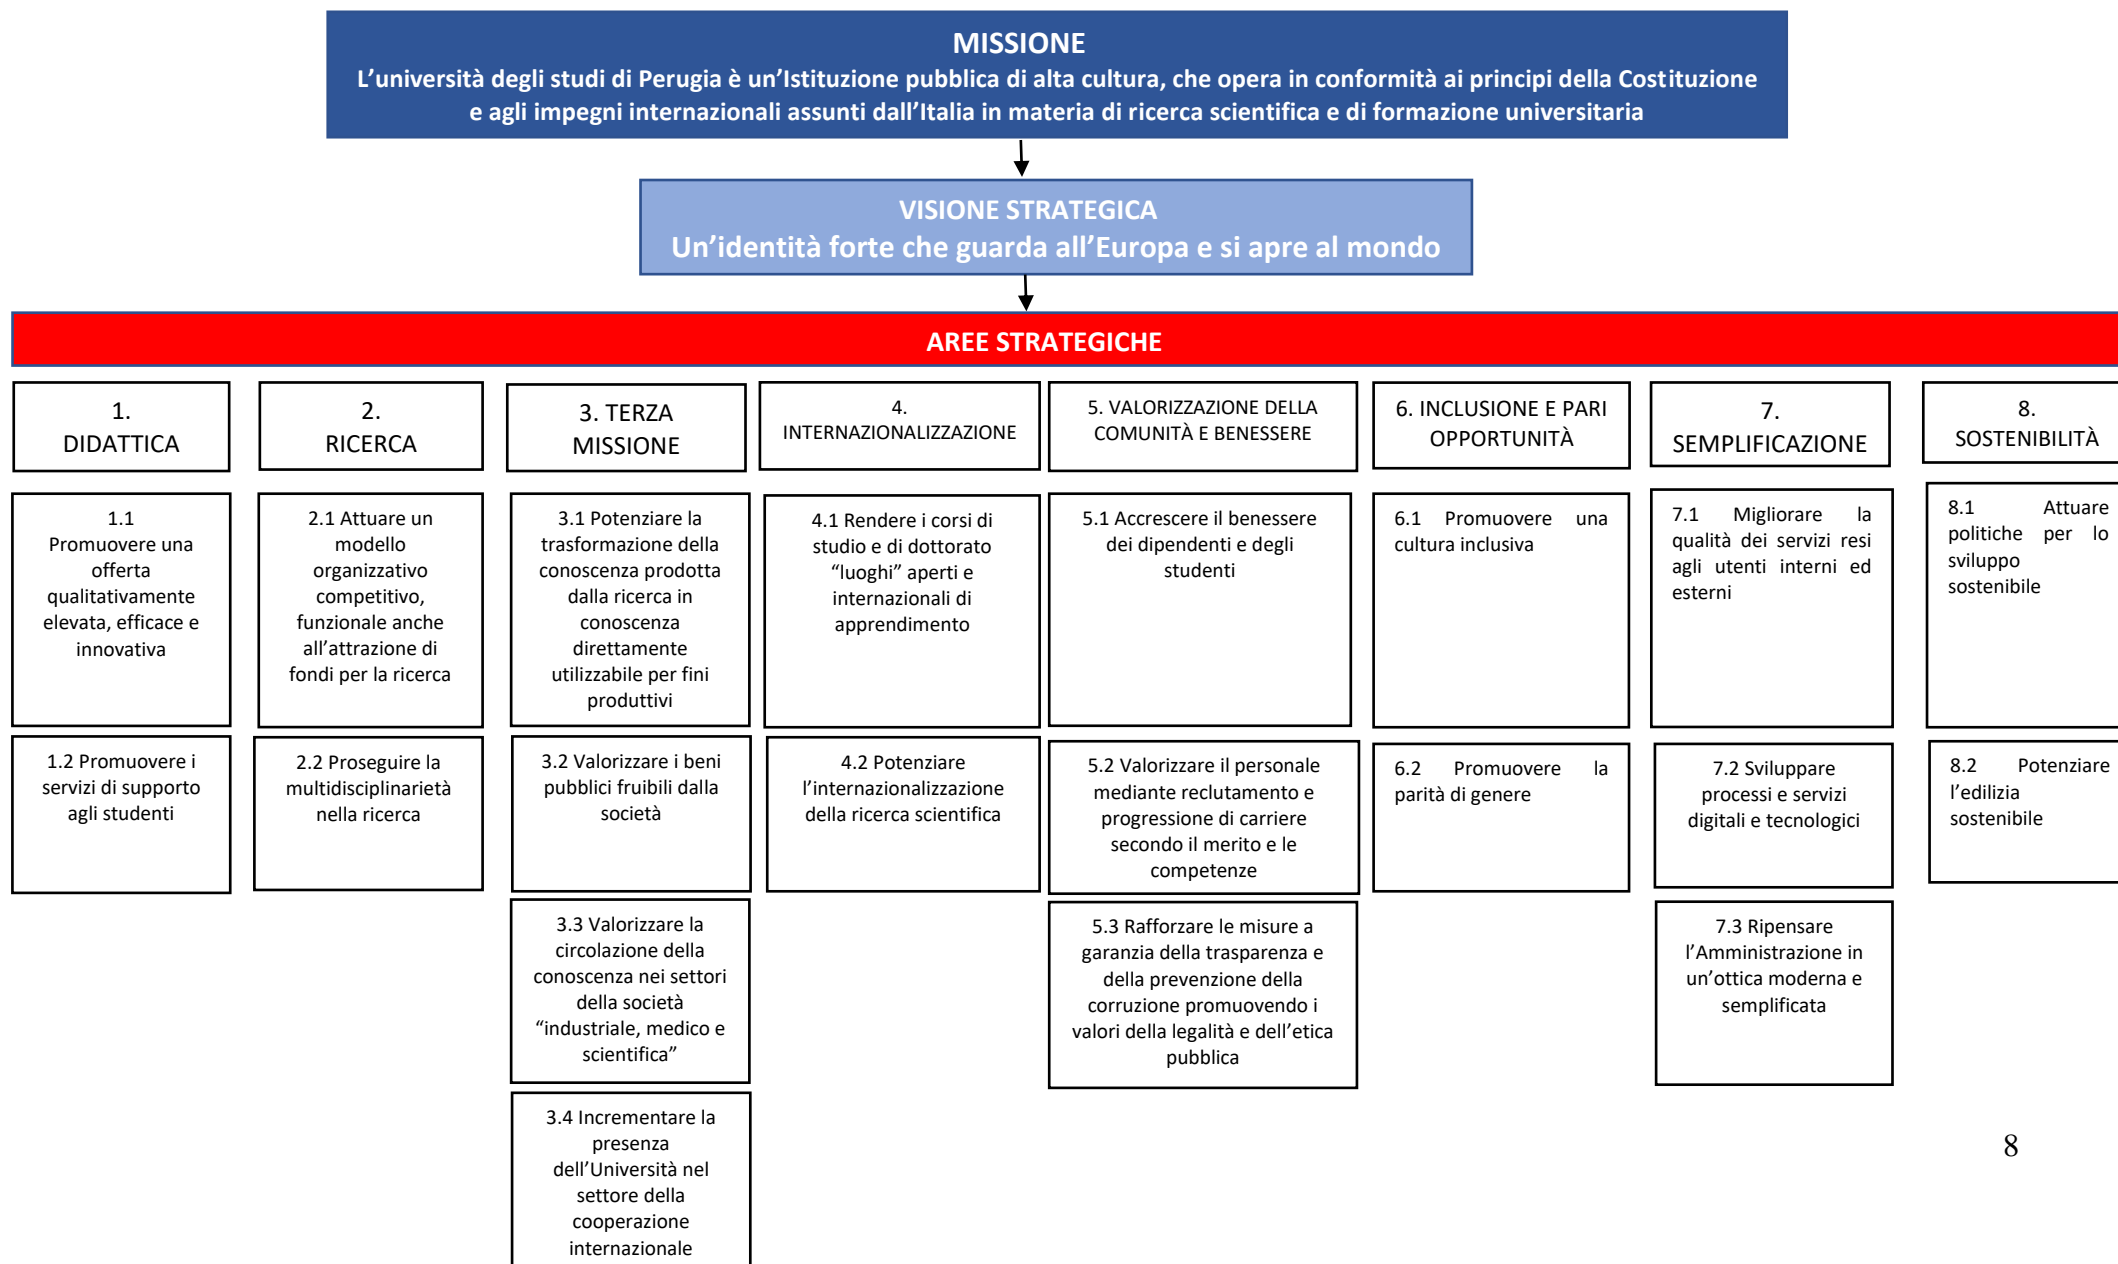 MISSIONE
L'università degli studi di Perugia è un'Istituzione pubblica di alta cultura, che opera in conformità ai principi della Costituzione
e agli impegni internazionali assunti dall'Italia in materia di ricerca scientifica e di formazione universitaria
VISIONE STRATEGICA
Un'identità forte che guarda all'Europa e si apre al mondo
AREE STRATEGICHE
1.
DIDATTICA
2.
RICERCA
3. TERZA
MISSIONE
4.
INTERNAZIONALIZZAZIONE
5. VALORIZZAZIONE DELLA
COMUNITÀ E BENESSERE
6. INCLUSIONE E PARI
OPPORTUNITÀ
7.
SEMPLIFICAZIONE
8.
SOSTENIBILITÀ
1.1
Promuovere una
offerta
qualitativamente
elevata, efficace e
innovativa
2.1 Attuare un
modello
organizzativo
competitivo,
funzionale anche
all'attrazione di
fondi per la ricerca
3.1 Potenziare la
trasformazione della
conoscenza prodotta
dalla ricerca in
conoscenza
direttamente
utilizzabile per fini
produttivi
4.1 Rendere i corsi di
studio e di dottorato
"luoghi" aperti e
internazionali di
apprendimento
5.1 Accrescere il benessere
dei dipendenti e degli
studenti
6.1 Promuovere una
cultura inclusiva
7.1 Migliorare la
qualità dei servizi resi
agli utenti interni ed
esterni
8.1 Attuare
politiche per lo
sviluppo
sostenibile
1.2 Promuovere i
servizi di supporto
agli studenti
2.2 Proseguire la
multidisciplinarietà
nella ricerca
3.2 Valorizzare i beni
pubblici fruibili dalla
società
4.2 Potenziare
l'internazionalizzazione
della ricerca scientifica
5.2 Valorizzare il personale
mediante reclutamento e
progressione di carriere
secondo il merito e le
competenze
6.2 Promuovere la
parità di genere
7.2 Sviluppare
processi e servizi
digitali e tecnologici
8.2 Potenziare
l'edilizia
sostenibile
3.3 Valorizzare la
circolazione della
conoscenza nei settori
della società
"industriale, medico e
scientifica"
5.3 Rafforzare le misure a
garanzia della trasparenza e
della prevenzione della
corruzione promuovendo i
valori della legalità e dell'etica
pubblica
7.3 Ripensare
l'Amministrazione in
un'ottica moderna e
semplificata
3.4 Incrementare la
presenza
dell'Università nel
settore della
cooperazione
internazionale
8